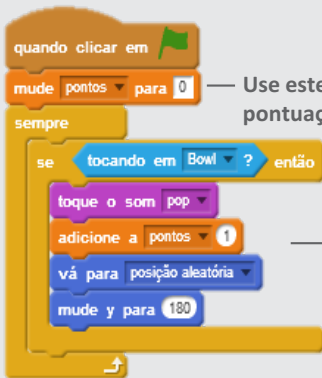 quando clicar em
mude pontos para 0
Use este
pontuaç
sempre
se tocando em Bowl ? então
toque o som pop
adicione a pontos 1
vá para posição aleatória
mude y para 180